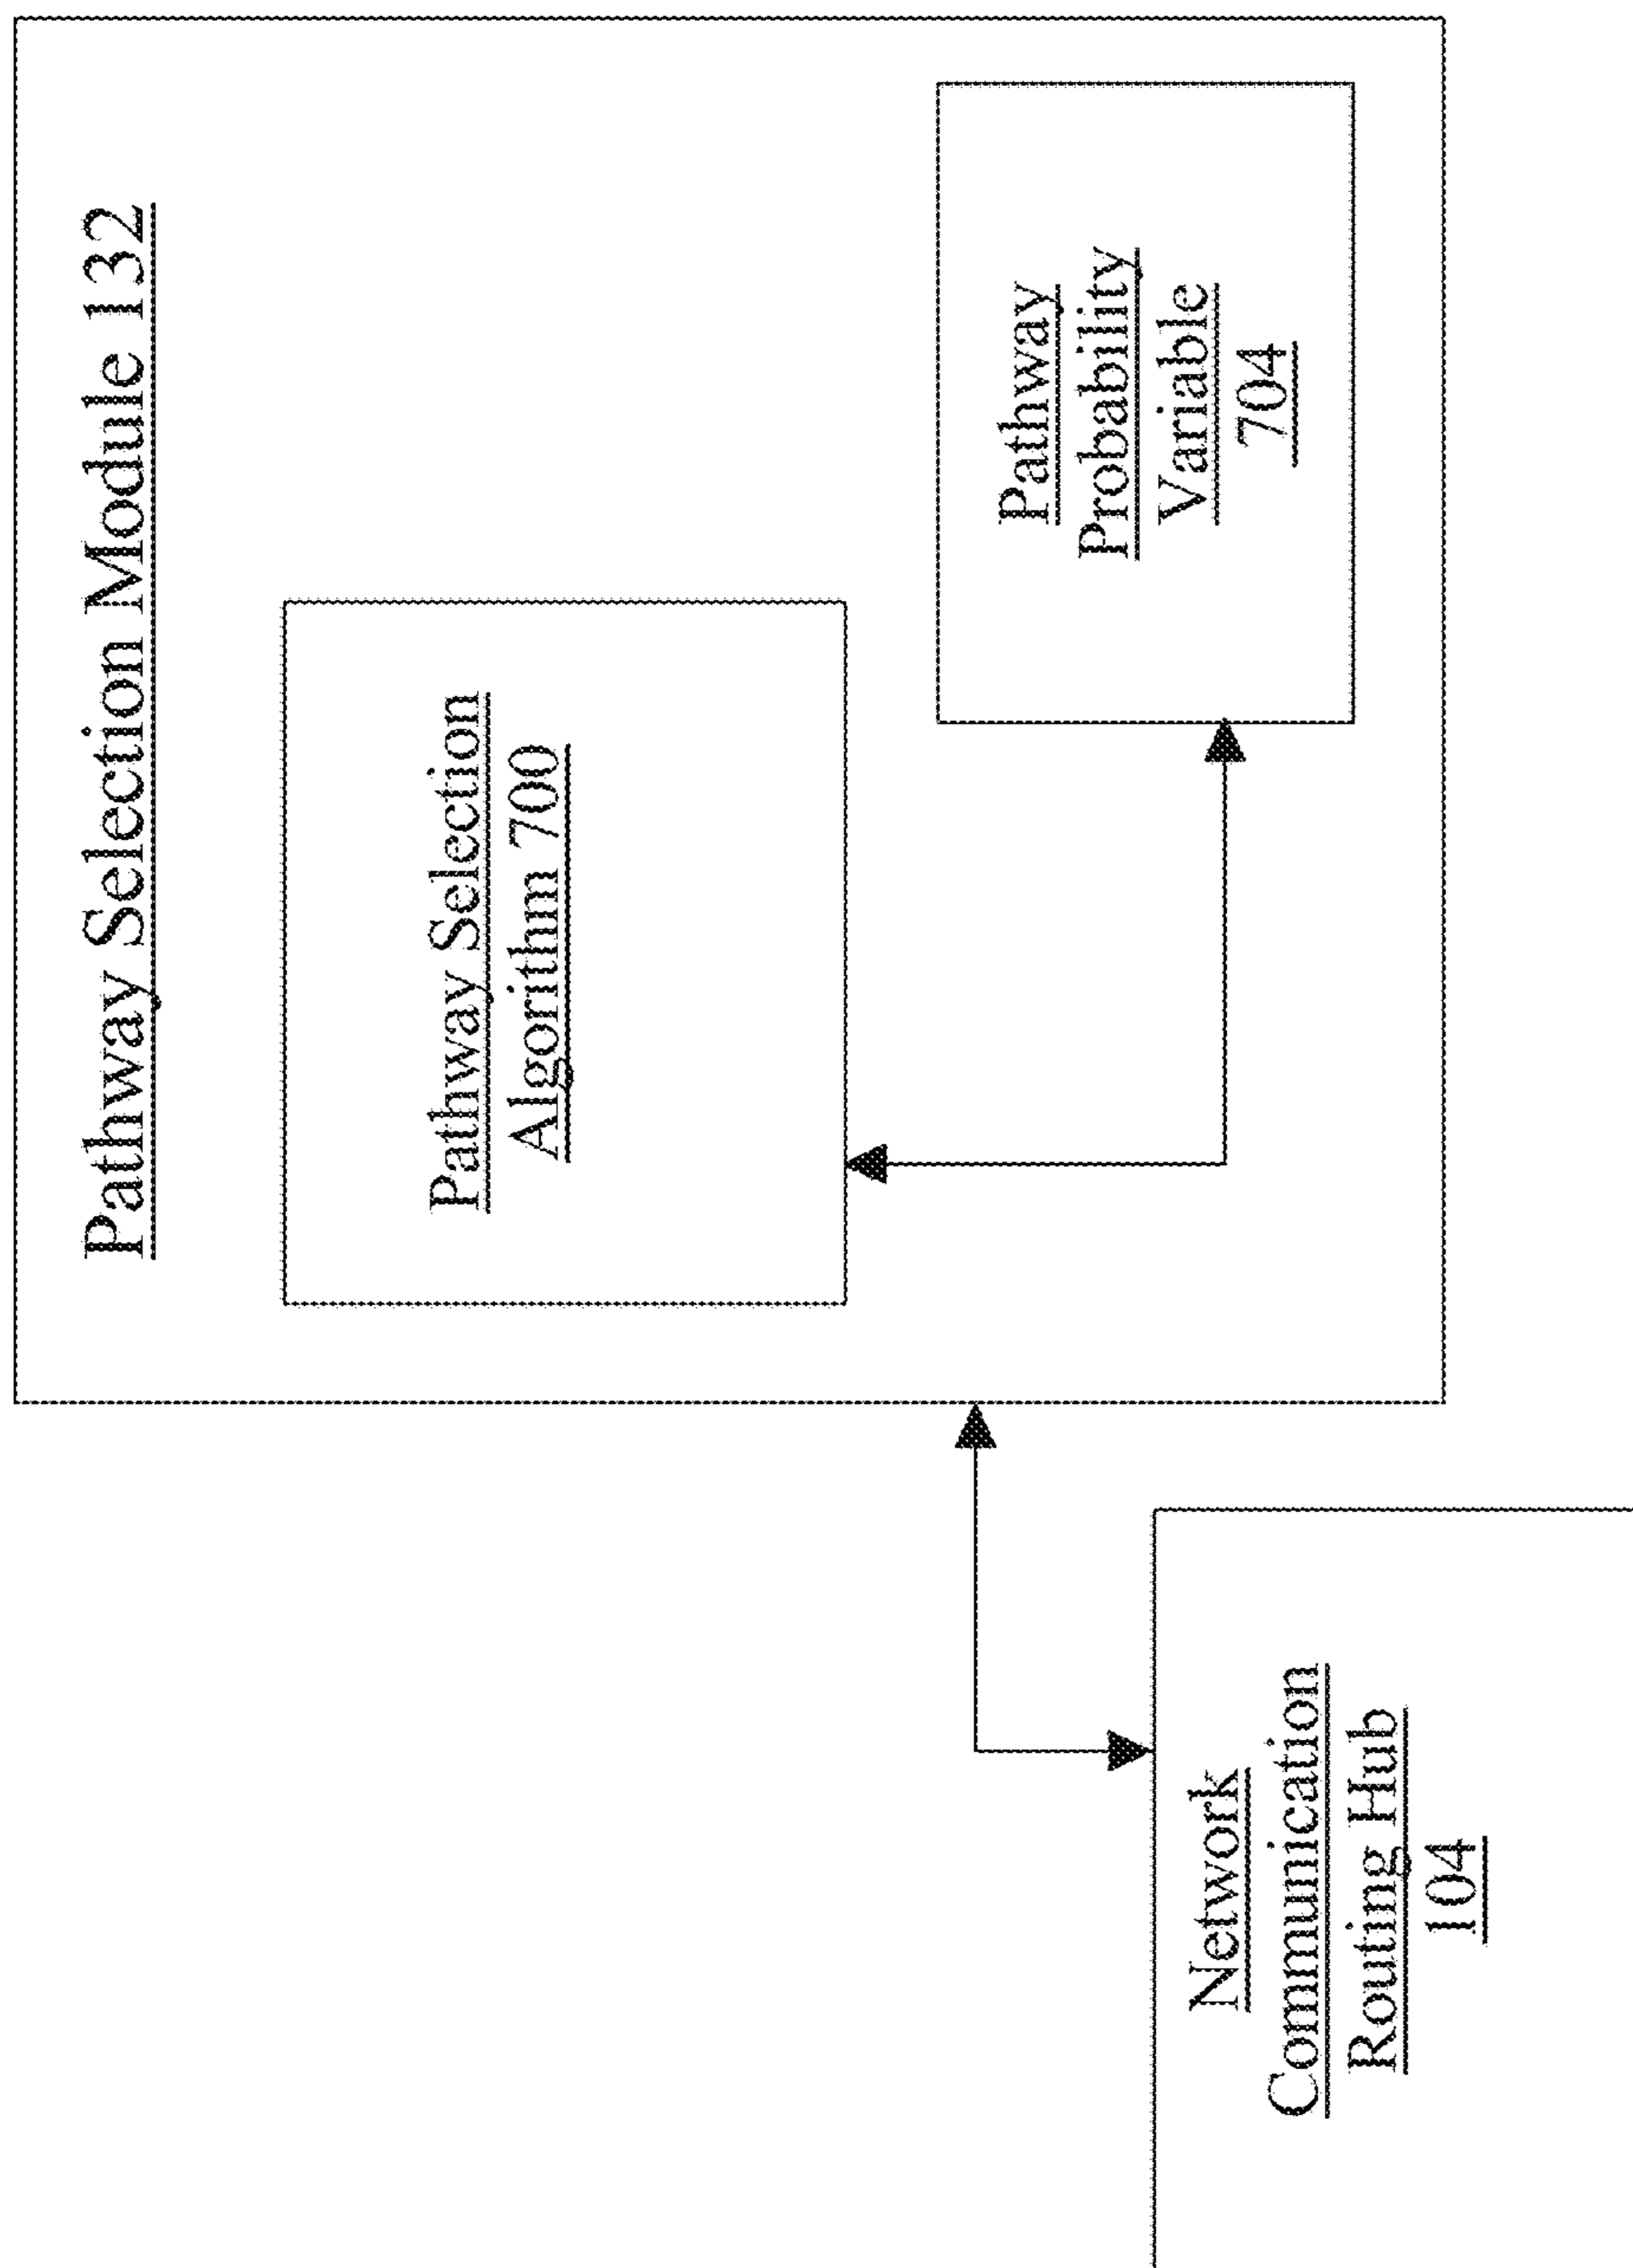 Pathway Selection Module 132
Pathway Selection
Algorithm 700
Pathway
Probability
Variable
704
Network
Communication
Routing Hub
104